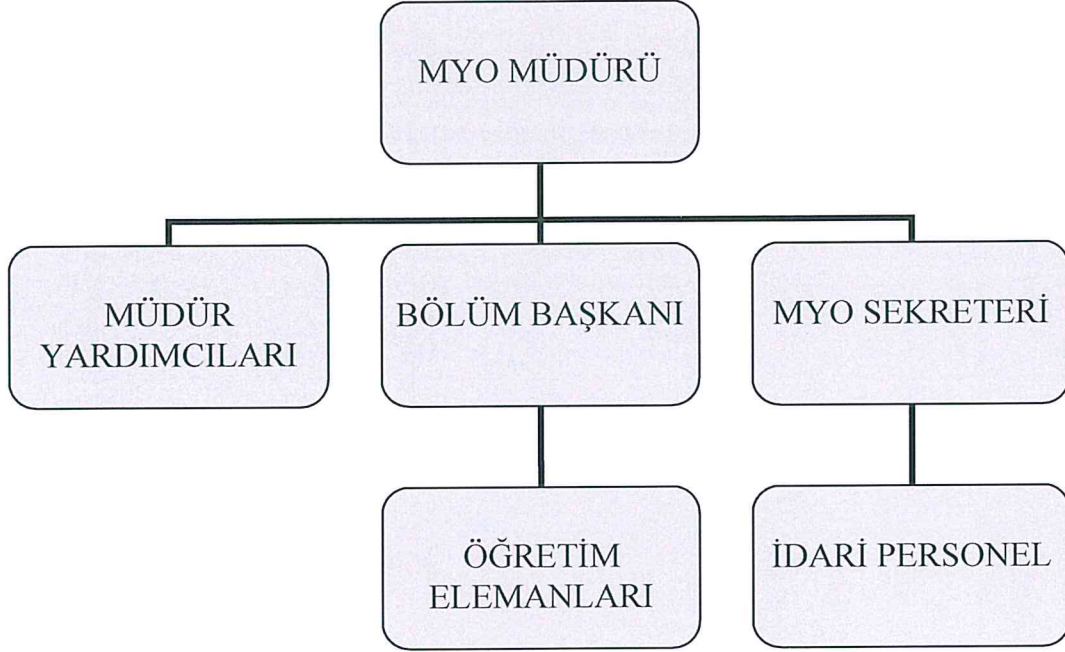 MYO MÜDÜRÜ
MÜDÜR
YARDIMCILARI
BÖLÜM BAŞKANI
MYO SEKRETERİ
ÖĞRETİM
ELEMANLARI
İDARİ PERSONEL